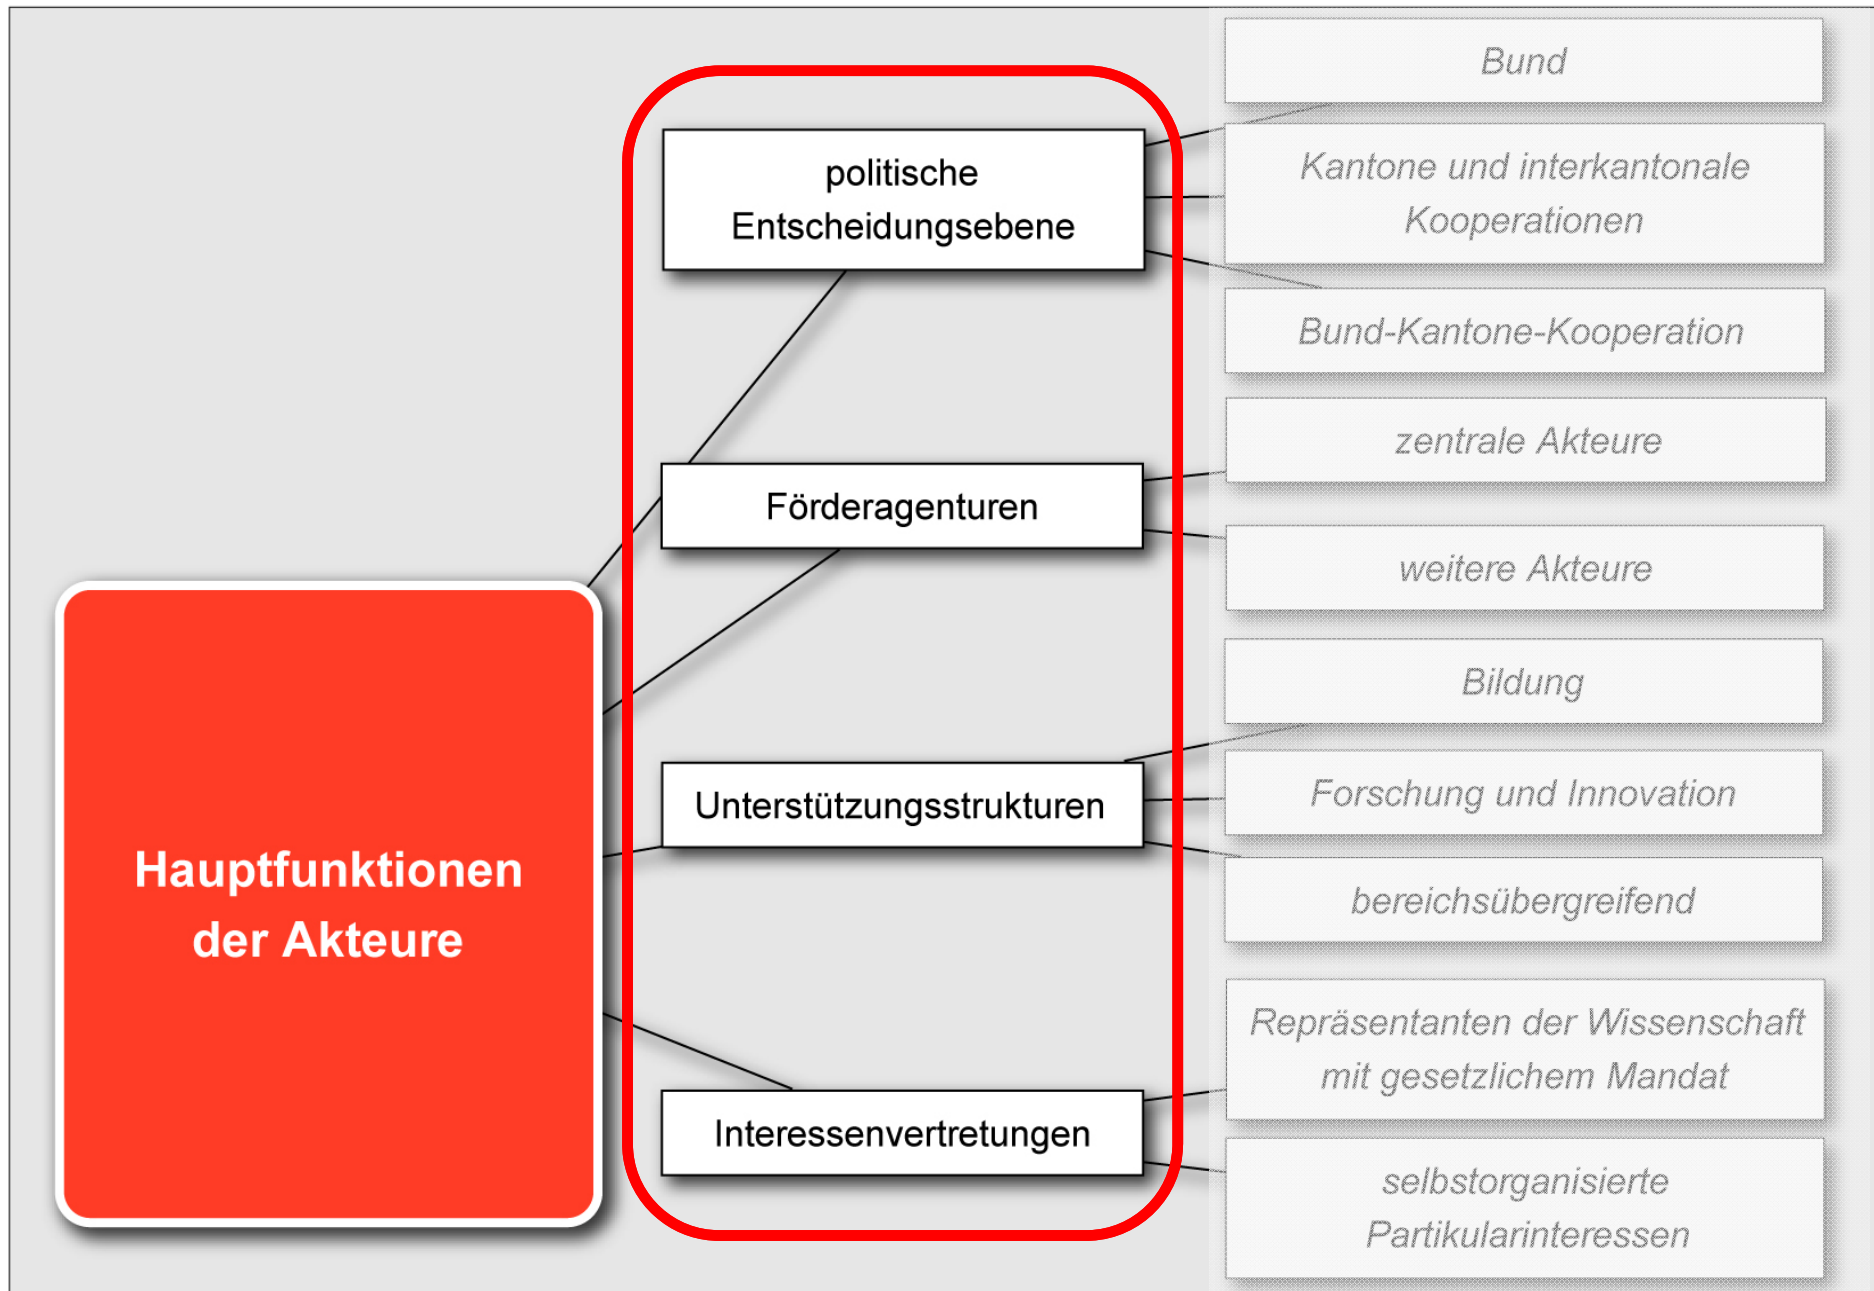 Hauptfunktionen
der Akteure
politische
Entscheidungsebene
Bund
Kantone und interkantonale
Kooperationen
Bund-Kantone-Kooperation
Förderagenturen
zentrale Akteure
weitere Akteure
Unterstützungsstrukturen
Bildung
Forschung und Innovation
bereichsübergreifend
Interessenvertretungen
Repräsentanten der Wissenschaft
mit gesetzlichem Mandat
selbstorganisierte
Partikularinteressen